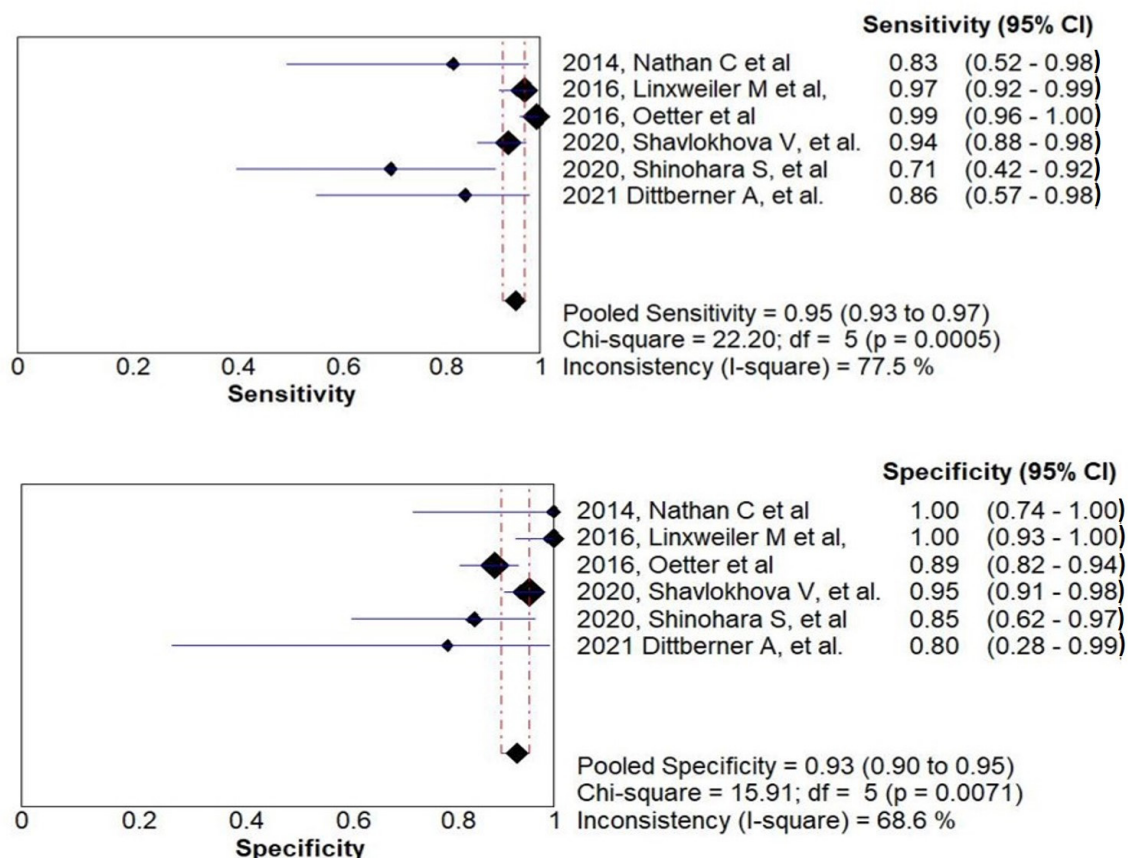 Sensitivity (95% CI)
2014, Nathan C et al 0.83 (0.52 - 0.98)
2016, Linxweiler M et al, 0.97 (0.92 - 0.99)
2016, Oetter et al 0.99 (0.96 - 1.00)
2020, Shavlokhova V, et al. 0.94 (0.88 - 0.98)
2020, Shinohara S, et al 0.71 (0.42 - 0.92)
2021 Dittberner A, et al. 0.86 (0.57 - 0.98)
Pooled Sensitivity = 0.95 (0.93 to 0.97)
Chi-square = 22.20; df = 5 (p = 0.0005)
Inconsistency (I-square) = 77.5 %
0 0.2 0.4 0.6 0.8 1
Sensitivity
Specificity (95% CI)
2014, Nathan C et al 1.00 (0.74 - 1.00)
2016, Linxweiler M et al, 1.00 (0.93 - 1.00)
2016, Oetter et al 0.89 (0.82 - 0.94)
2020, Shavlokhova V, et al. 0.95 (0.91 - 0.98)
2020, Shinohara S, et al 0.85 (0.62 - 0.97)
2021 Dittberner A, et al. 0.80 (0.28 - 0.99)
Pooled Specificity = 0.93 (0.90 to 0.95)
Chi-square = 15.91; df = 5 (p = 0.0071)
Inconsistency (I-square) = 68.6 %
0 0.2 0.4 0.6 0.8 1
Specificity